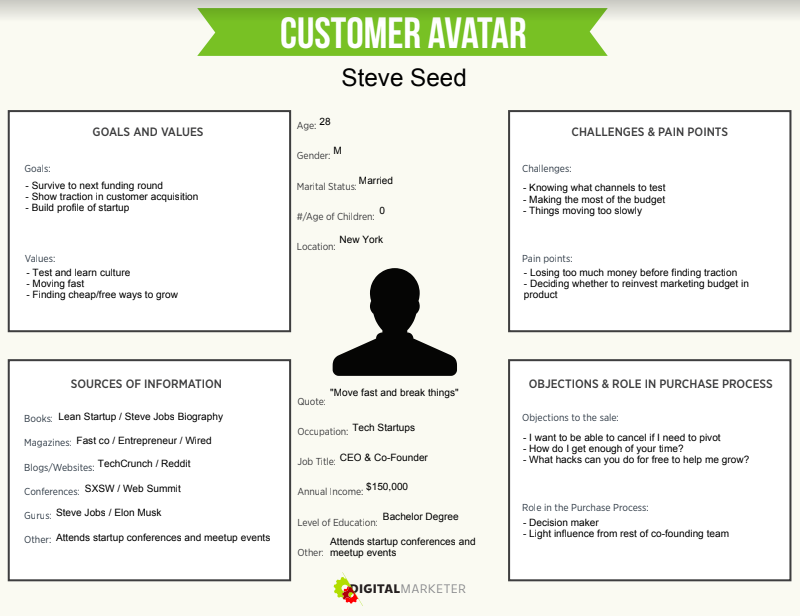 CUSTOMER AVATAR
Steve Seed
GOALS AND VALUES
Goals:
- Survive to next funding round
- Show traction in customer acquisition
- Build profile of startup
Values:
- Test and learn culture
- Moving fast
- Finding cheap/free ways to grow
Age: 28
Gender: M
Marital Status: Married
#/Age of Children: 0
Location: New York
CHALLENGES & PAIN POINTS
Challenges:
- Knowing what channels to test
- Making the most of the budget
- Things moving too slowly
Pain points:
- Losing too much money before finding traction
- Deciding whether to reinvest marketing budget in
product
SOURCES OF INFORMATION
Books: Lean Startup / Steve Jobs Biography
Magazines: Fast co / Entrepreneur / Wired
Blogs/Websites: TechCrunch / Reddit
Conferences: SXSW / Web Summit
Gurus: Steve Jobs / Elon Musk
Other: Attends startup conferences and meetup events
Quote: "Move fast and break things"
Occupation: Tech Startups
Job Title: CEO & Co-Founder
Annual Income: $150,000
Level of Education: Bachelor Degree
Other: Attends startup conferences and
meetup events
OBJECTIONS & ROLE IN PURCHASE PROCESS
Objections to the sale:
- I want to be able to cancel if I need to pivot
- How do I get enough of your time?
- What hacks can you do for free to help me grow?
Role in the Purchase Process:
- Decision maker
- Light influence from rest of co-founding team
DIGITALMARKETER